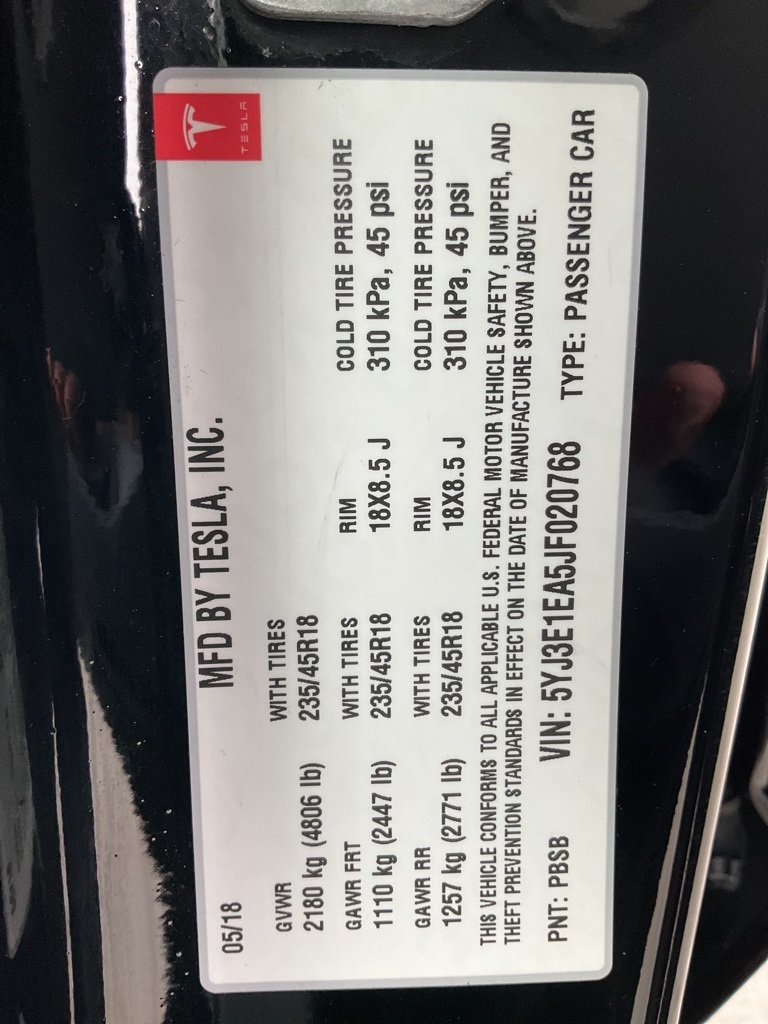 TESLA
05/18 MFD BY TESLA, INC.
GVWR WITH TIRES
2180 kg (4806 lb) 235/45R18
GAWR FRT WITH TIRES RIM COLD TIRE PRESSURE
1110 kg (2447 lb) 235/45R18 18X8.5 J 310 kPa, 45 psi
GAWR RR WITH TIRES RIM COLD TIRE PRESSURE
1257 kg (2771 lb) 235/45R18 18X8.5 J 310 kPa, 45 psi
THIS VEHICLE CONFORMS TO ALL APPLICABLE U.S. FEDERAL MOTOR VEHICLE SAFETY, BUMPER, AND
THEFT PREVENTION STANDARDS IN EFFECT ON THE DATE OF MANUFACTURE SHOWN ABOVE.
PNT: PBSB VIN: 5YJ3E1EA5JF020768 TYPE: PASSENGER CAR